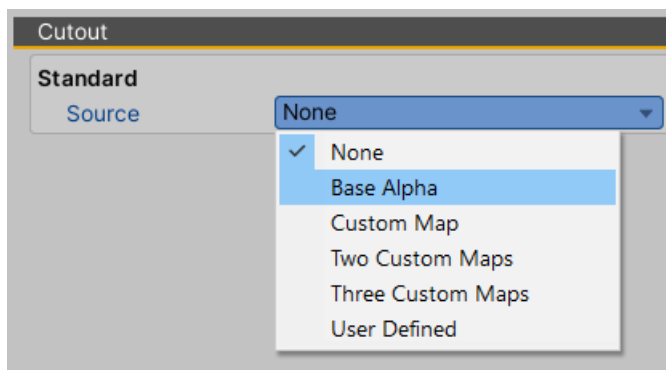 Cutout
Standard
Source None
None
Base Alpha
Custom Map
Two Custom Maps
Three Custom Maps
User Defined